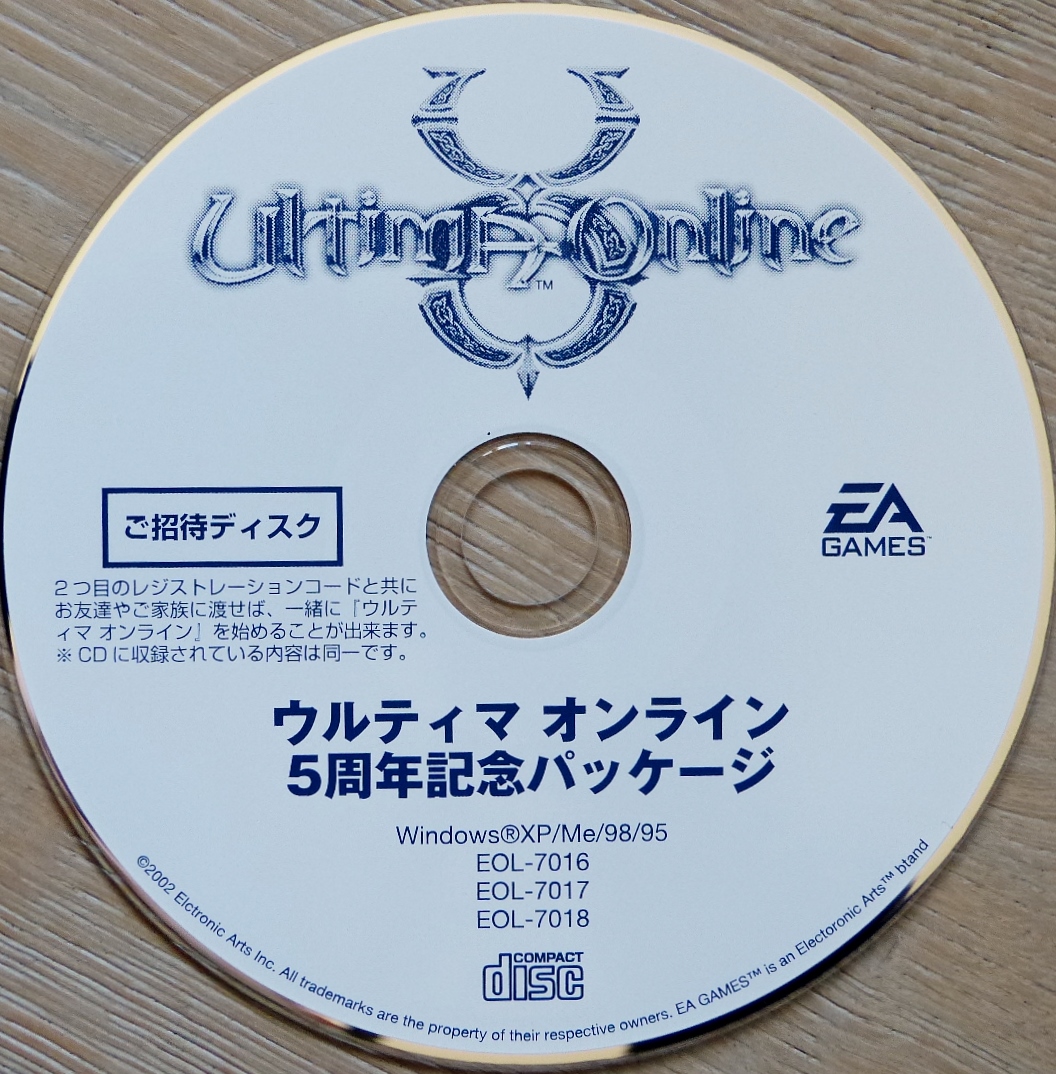 Ultima Online
TM
ご招待ディスク
2つ目のレジストレーションコードと共に
お友達やご家族に渡せば、一緒に『ウルテ
ィマ オンライン』を始めることが出来ます。
※ CD に収録されている内容は同一です。
EA
GAMES™
ウルティマ オンライン
5周年記念パッケージ
Windows®XP/Me/98/95
EOL-7016
EOL-7017
EOL-7018
COMPACT
disc
©2002 Elctronic Arts Inc. All trademarks are the property of their respective owners. EA GAMES™ is an Electoronic Arts™ btand